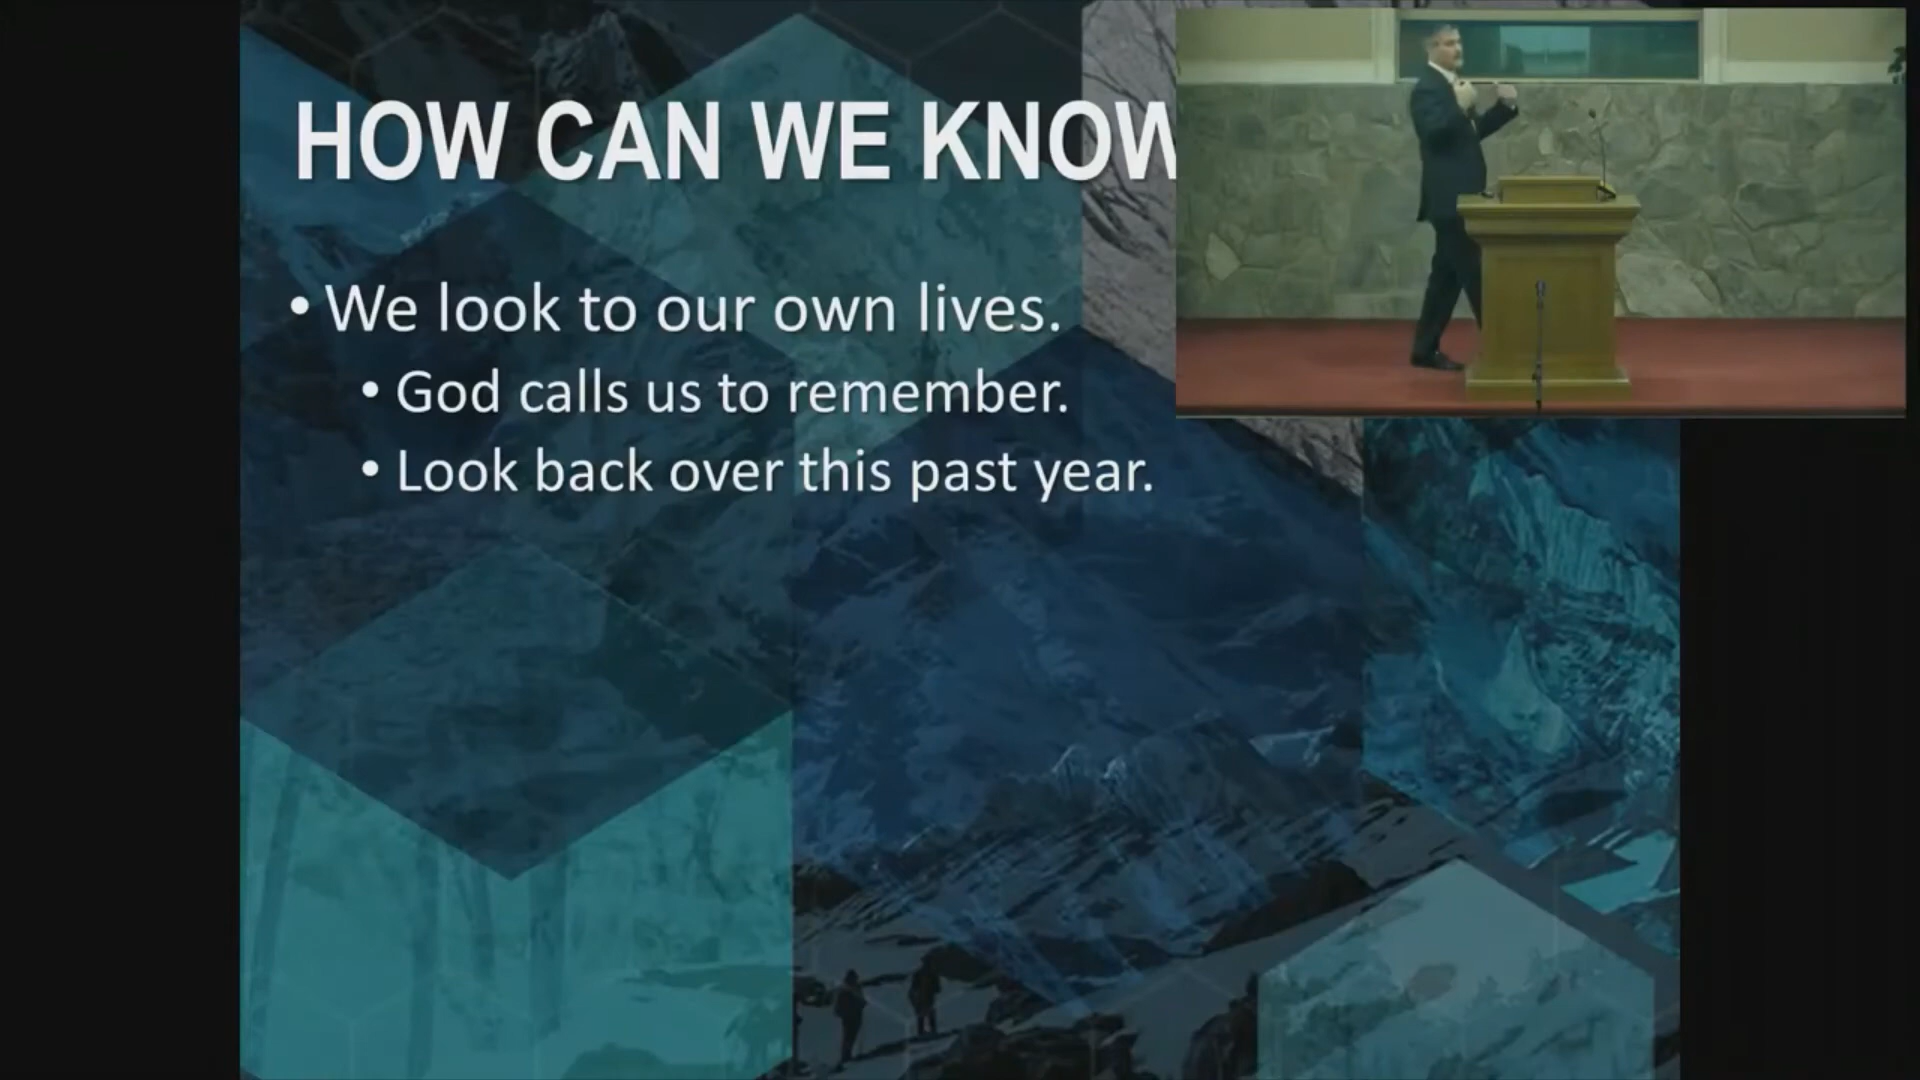 HOW CAN WE KNOW
• We look to our own lives.
• God calls us to remember.
• Look back over this past year.